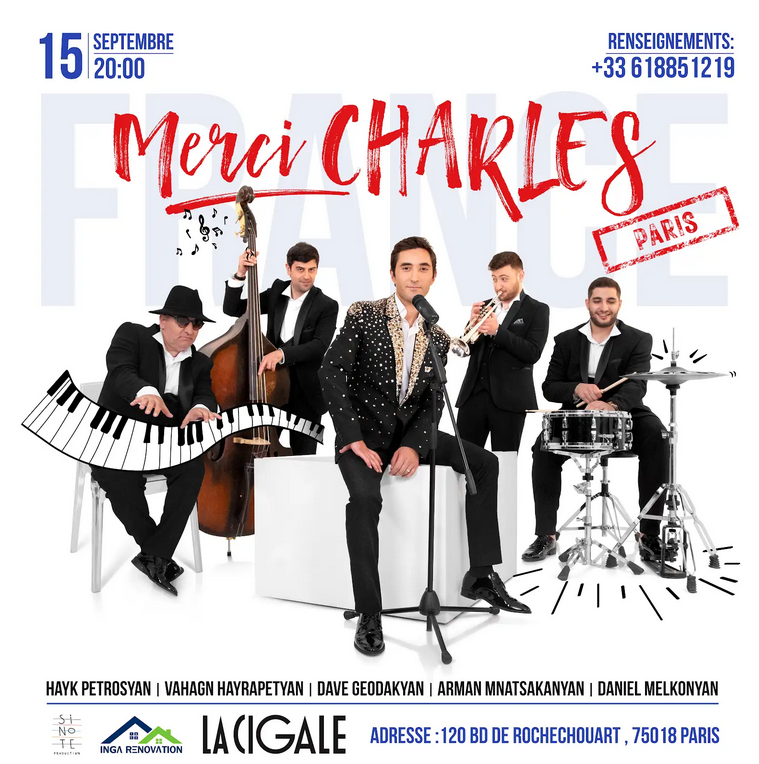 15
SEPTEMBRE
20:00
RENSEIGNEMENTS:
+33 618851219
FRANCE
Merci CHARLES
PARIS
HAYK PETROSYAN | VAHAGN HAYRAPETYAN | DAVE GEODAKYAN | ARMAN MNATSAKANYAN | DANIEL MELKONYAN
SI
NO
TE
PRODUCTION
INGA RENOVATION
LA CIGALE
ADRESSE :120 BD DE ROCHECHOUART , 75018 PARIS